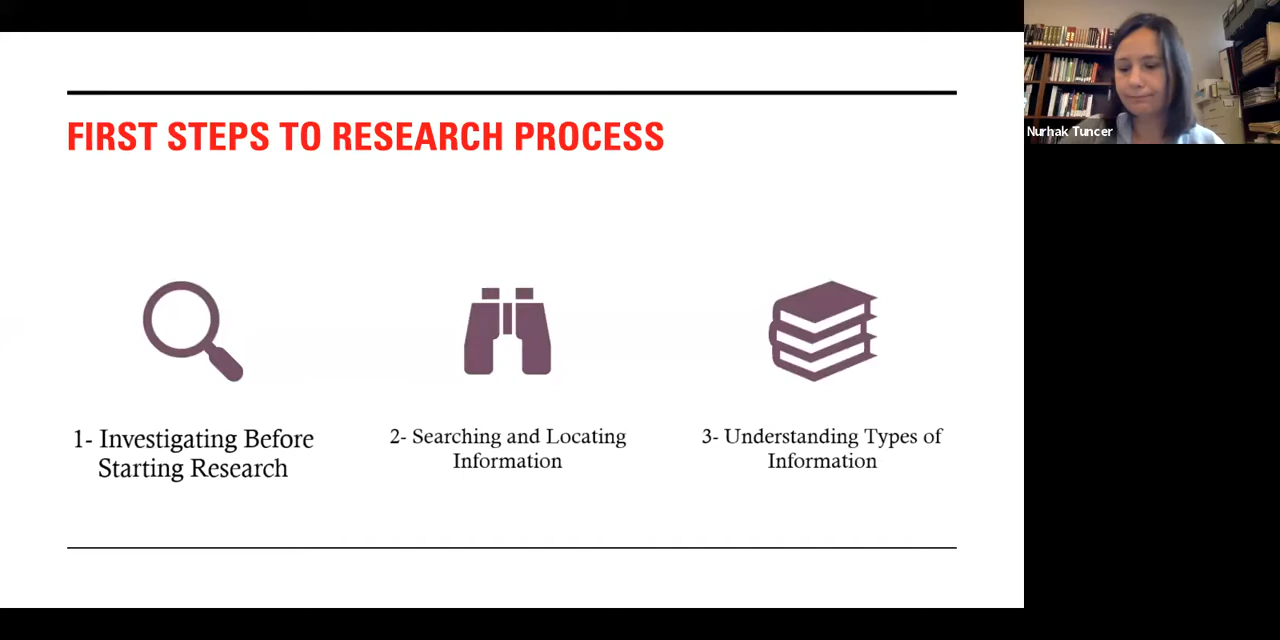 FIRST STEPS TO RESEARCH PROCESS
1- Investigating Before
Starting Research
2- Searching and Locating
Information
3- Understanding Types of
Information
Nurhak Tuncer